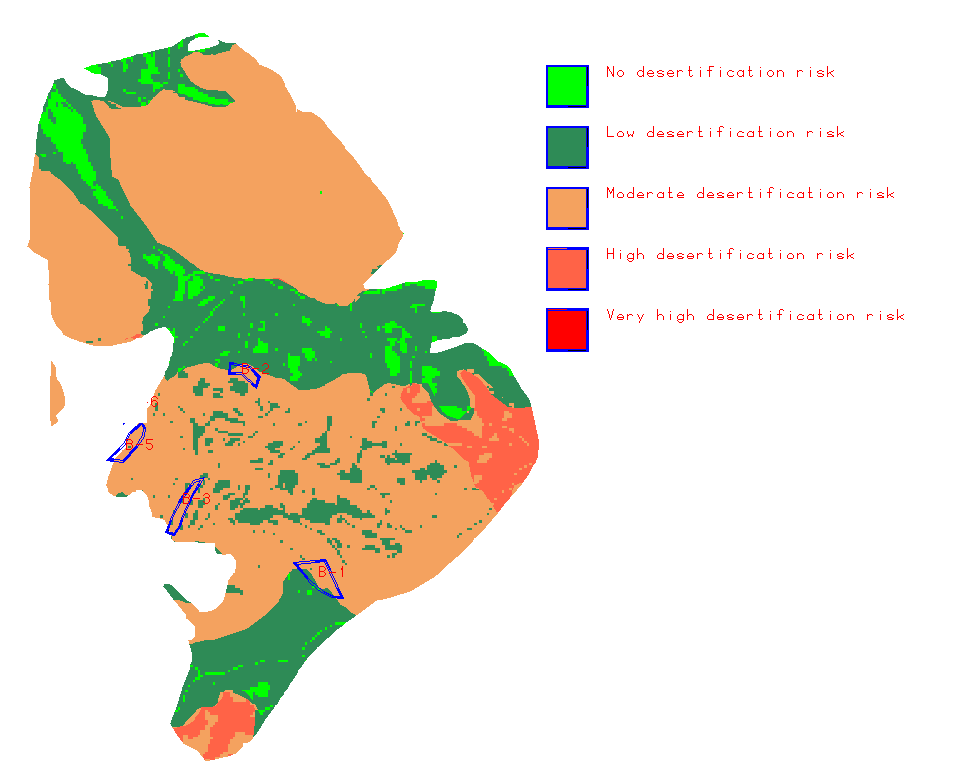 No desertification risk
Low desertification risk
Moderate desertification risk
High desertification risk
Very high desertification risk
B-2
6
B-5
B-3
B-1